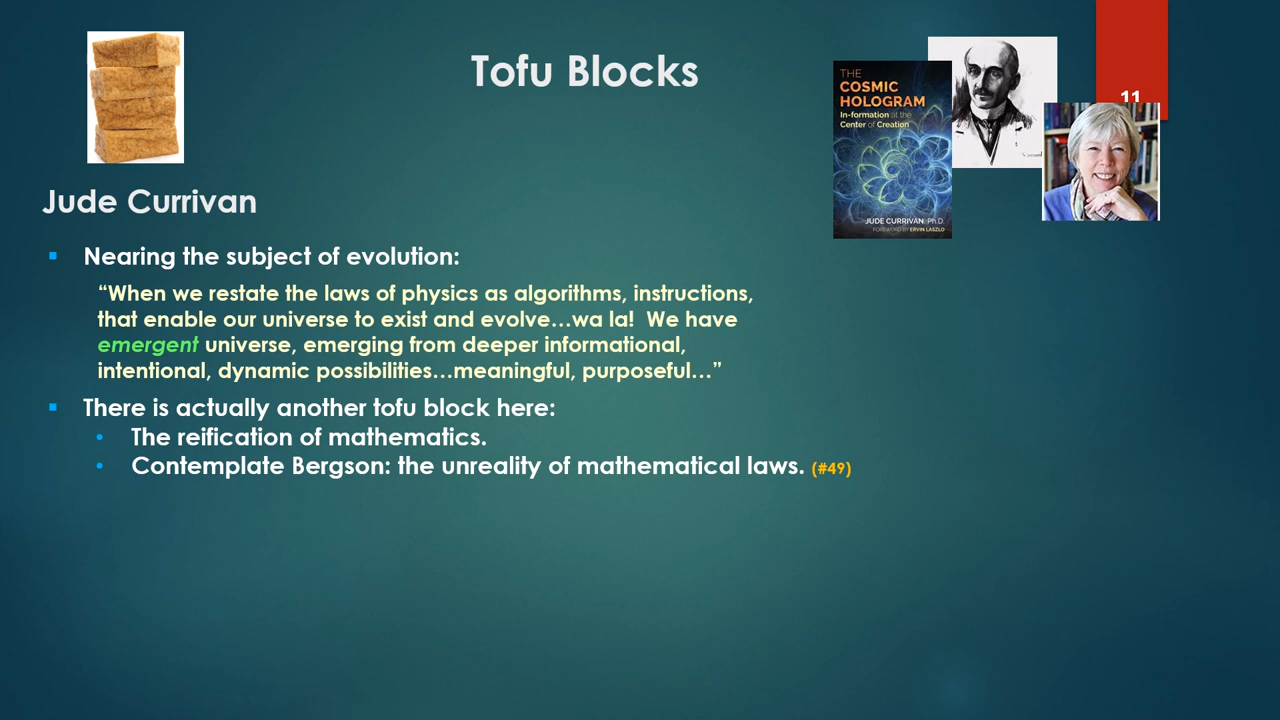 Tofu Blocks
11
THE
COSMIC
HOLOGRAM
In-formation at the
Center of Creation
JUDE CURRIVAN, Ph.D.
FOREWORD BY ERVIN LASZLO
Jude Currivan
Nearing the subject of evolution:
“When we restate the laws of physics as algorithms, instructions,
that enable our universe to exist and evolve…wa la!  We have
emergent universe, emerging from deeper informational,
intentional, dynamic possibilities…meaningful, purposeful…”
There is actually another tofu block here:
The reification of mathematics.
Contemplate Bergson: the unreality of mathematical laws. (#49)